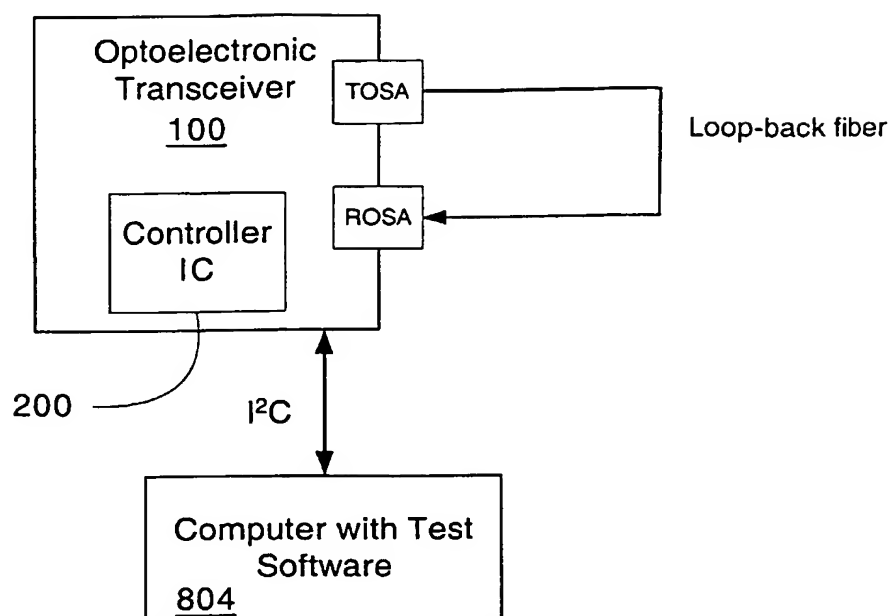 Optoelectronic
Transceiver
100
TOSA
Loop-back fiber
ROSA
Controller
IC
200
I²C
Computer with Test
Software
804